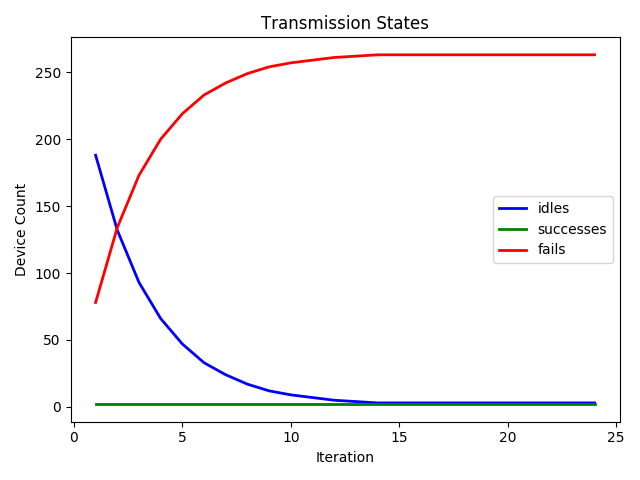 Transmission States
Device Count
250
200
150
100
50
0
idles
successes
fails
0 5 10 15 20 25
Iteration